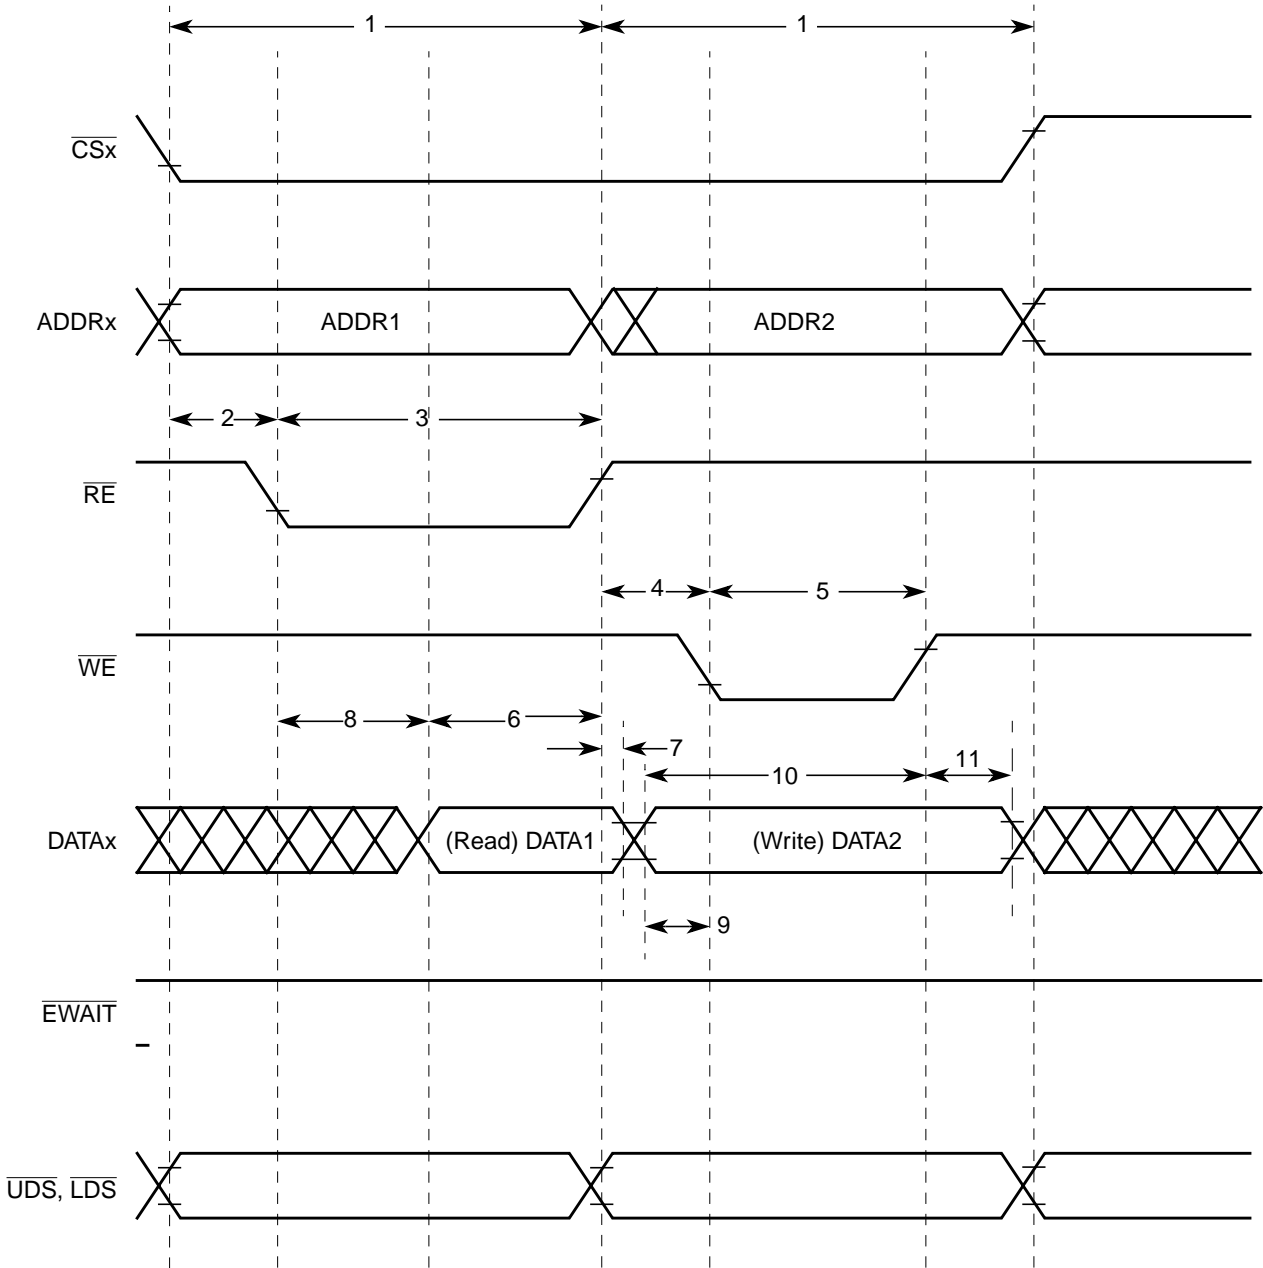 1 1
CSx
ADDRx ADDR1 ADDR2
2 3
RE
4 5
WE
8 6
7
10 11
DATAx (Read) DATA1 (Write) DATA2
9
EWAIT
UDS, LDS